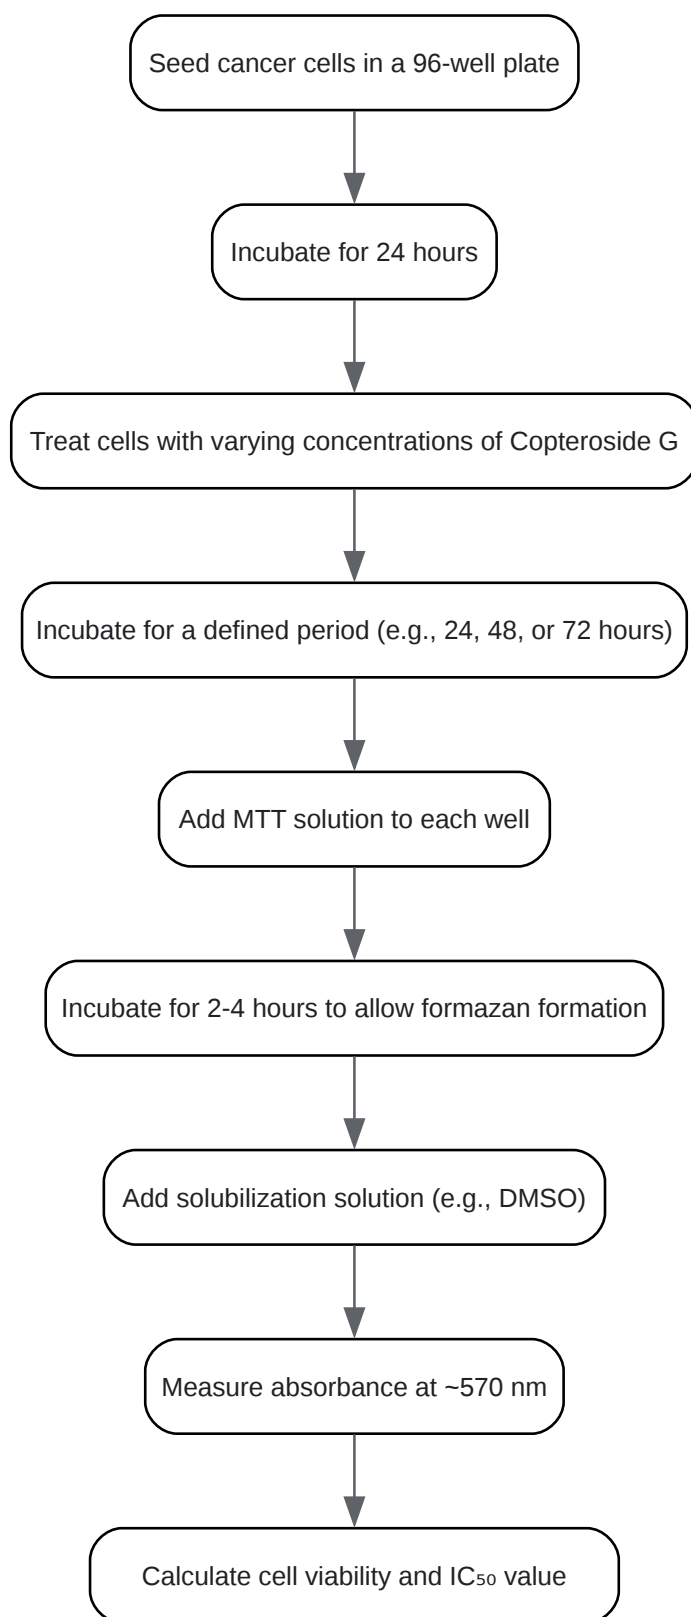 Seed cancer cells in a 96-well plate
Incubate for 24 hours
Treat cells with varying concentrations of Copteroside G
Incubate for a defined period (e.g., 24, 48, or 72 hours)
Add MTT solution to each well
Incubate for 2-4 hours to allow formazan formation
Add solubilization solution (e.g., DMSO)
Measure absorbance at ~570 nm
Calculate cell viability and IC₅₀ value